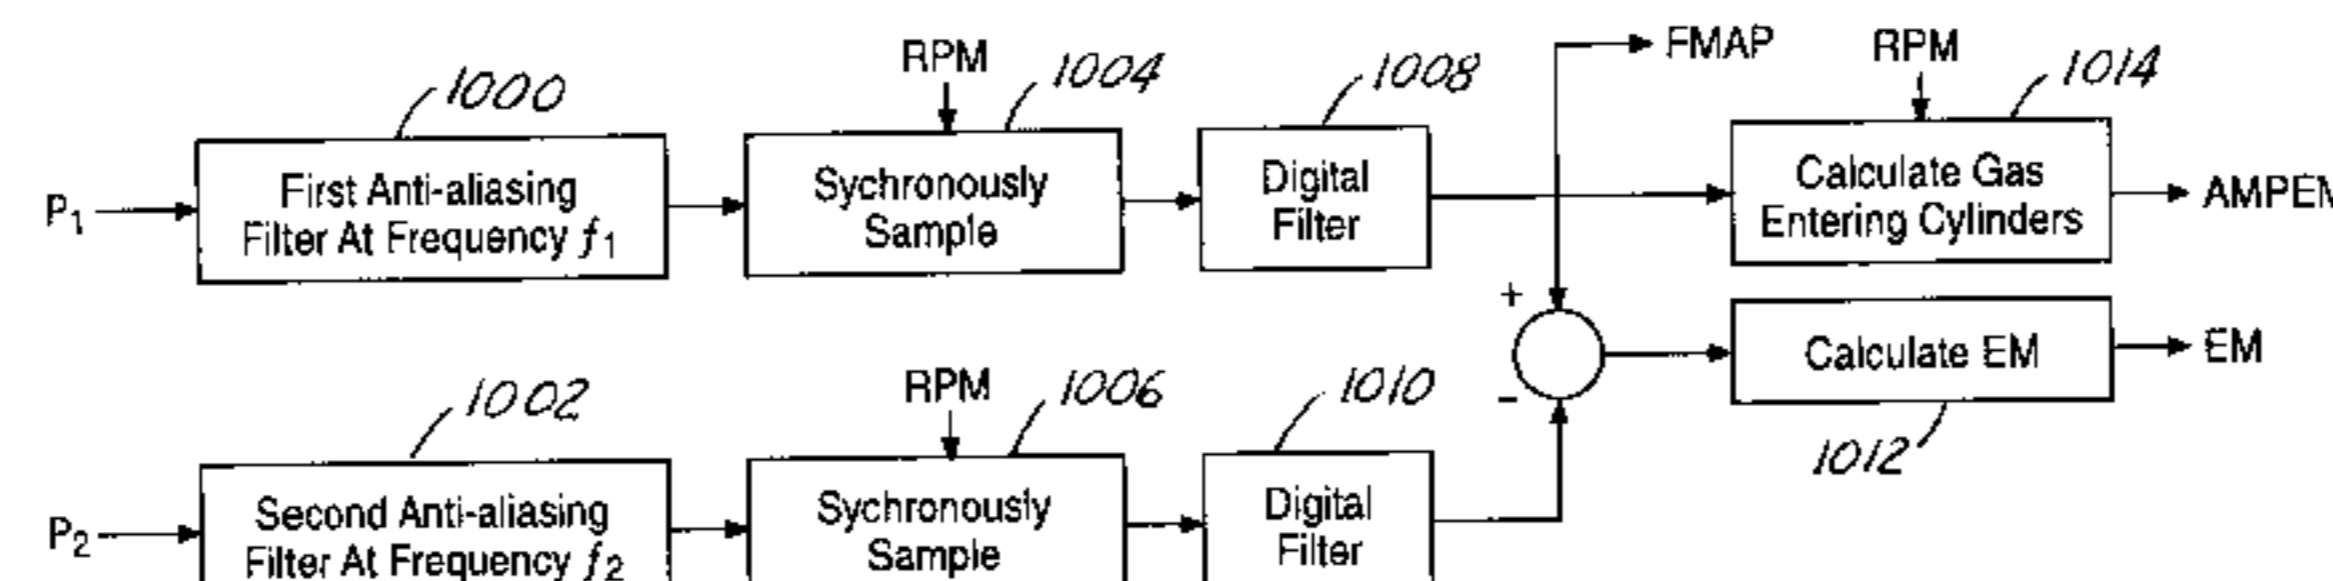 FMAP
RPM
RPM
1000
1004
1008
1014
P1
First Anti-aliasing
Filter At Frequency f1
Sychronously
Sample
Digital
Filter
Calculate Gas
Entering Cylinders
+
Calculate EM
EM
-
1002
RPM
1006
1010
1012
P2
Second Anti-aliasing
Filter At Frequency f2
Sychronously
Sample
Digital
Filter